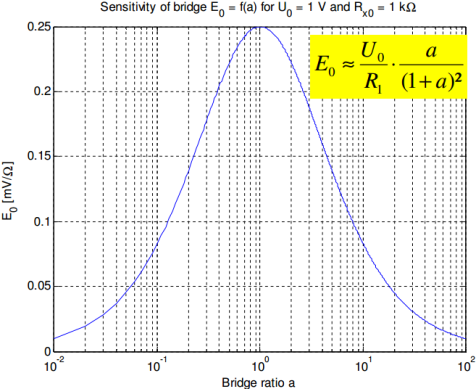 Sensitivity of bridge E₀ = f(a) for U₀ = 1 V and Rₓ₀ = 1 kΩ
E₀ ≈ U₀/R₁ · a/(1+a)²
0.25
0.2
0.15
0.1
0.05
0
E₀ [mV/Ω]
10⁻² 10⁻¹ 10⁰ 10¹ 10²
Bridge ratio a